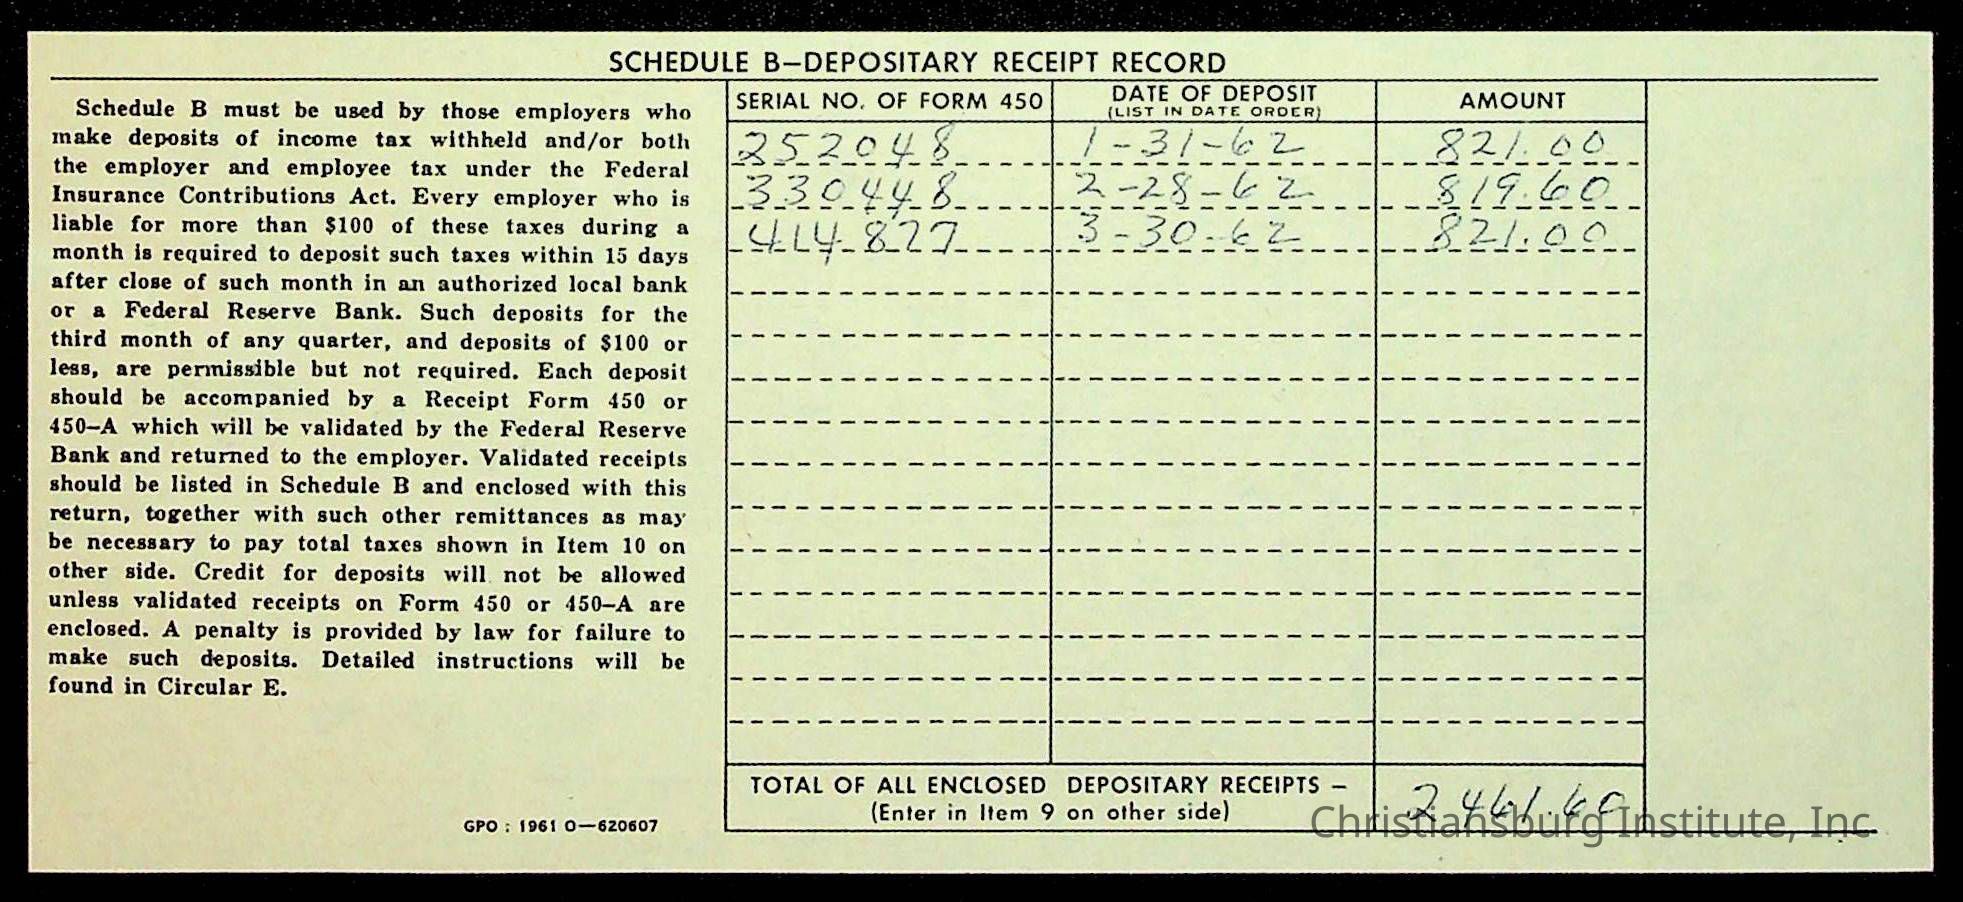 SCHEDULE B—DEPOSITARY RECEIPT RECORD
Schedule B must be used by those employers who
make deposits of income tax withheld and/or both
the employer and employee tax under the Federal
Insurance Contributions Act. Every employer who is
liable for more than $100 of these taxes during a
month is required to deposit such taxes within 15 days
after close of such month in an authorized local bank
or a Federal Reserve Bank. Such deposits for the
third month of any quarter, and deposits of $100 or
less, are permissible but not required. Each deposit
should be accompanied by a Receipt Form 450 or
450—A which will be validated by the Federal Reserve
Bank and returned to the employer. Validated receipts
should be listed in Schedule B and enclosed with this
return, together with such other remittances as may
be necessary to pay total taxes shown in Item 10 on
other side. Credit for deposits will not be allowed
unless validated receipts on Form 450 or 450—A are
enclosed. A penalty is provided by law for failure to
make such deposits. Detailed instructions will be
found in Circular E.
GPO : 1961 O—620607
SERIAL NO. OF FORM 450 DATE OF DEPOSIT AMOUNT
(LIST IN DATE ORDER)
252048 1-31-62 821.00
330448 2-28-62 819.60
414827 3-30-62 821.00
TOTAL OF ALL ENCLOSED DEPOSITARY RECEIPTS — 2461.60
(Enter in Item 9 on other side)
Christiansburg Institute, Inc.